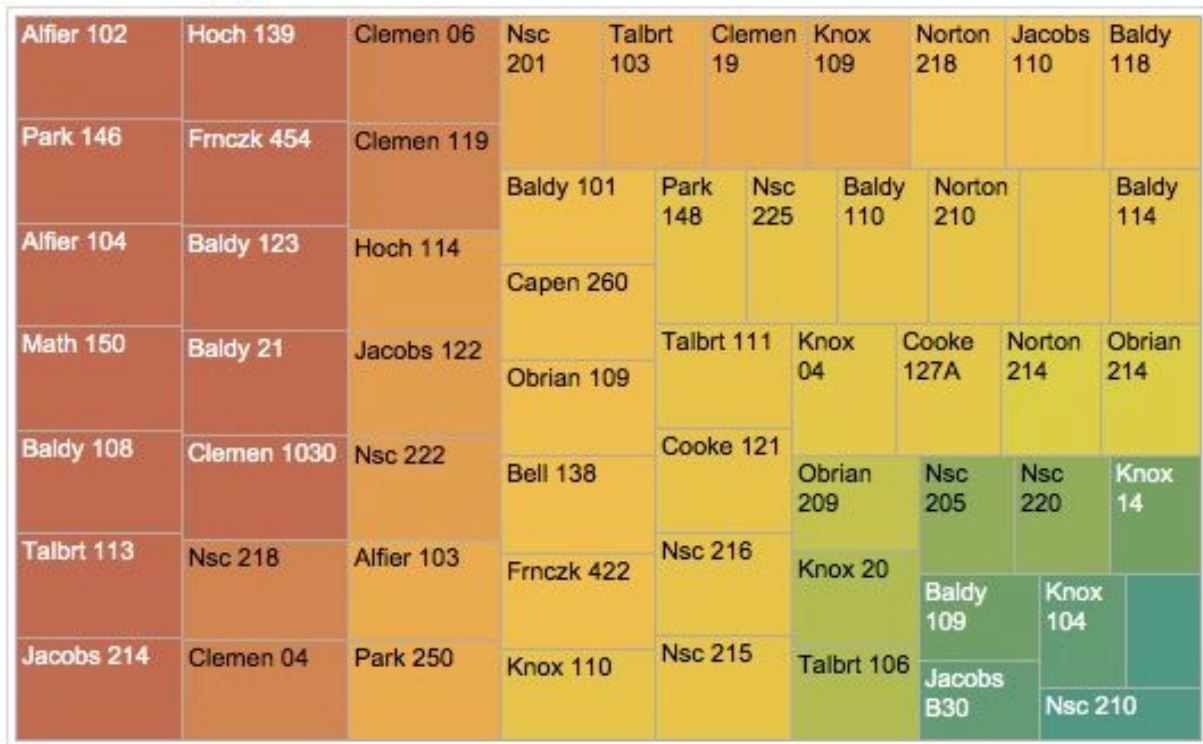 Alfier 102
Park 146
Alfier 104
Math 150
Baldy 108
Talbrt 113
Jacobs 214
Hoch 139
Frnczk 454
Baldy 123
Baldy 21
Clemen 1030
Nsc 218
Clemen 04
Clemen 06
Clemen 119
Hoch 114
Jacobs 122
Nsc 222
Alfier 103
Park 250
Nsc
201
Talbrt
103
Clemen
19
Knox
109
Norton
218
Jacobs
110
Baldy
118
Baldy 101
Capen 260
Obrian 109
Bell 138
Frnczk 422
Knox 110
Park
148
Nsc
225
Baldy
110
Norton
210
Baldy
114
Talbrt 111
Cooke 121
Nsc 216
Nsc 215
Knox
04
Cooke
127A
Norton
214
Obrian
214
Obrian
209
Knox 20
Talbrt 106
Nsc
205
Nsc
220
Knox
14
Baldy
109
Jacobs
B30
Knox
104
Nsc 210